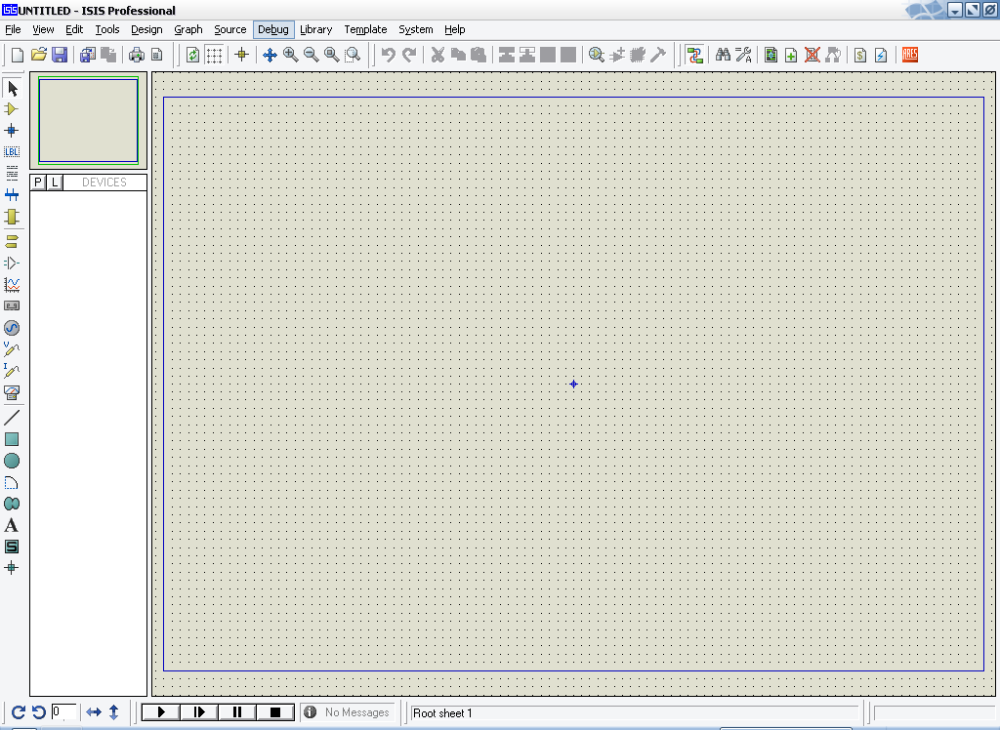 ISIS UNTITLED - ISIS Professional
File View Edit Tools Design Graph Source Debug Library Template System Help
$ ARES
LBL
P L DEVICES
V
I
A
S
0 No Messages Root sheet 1